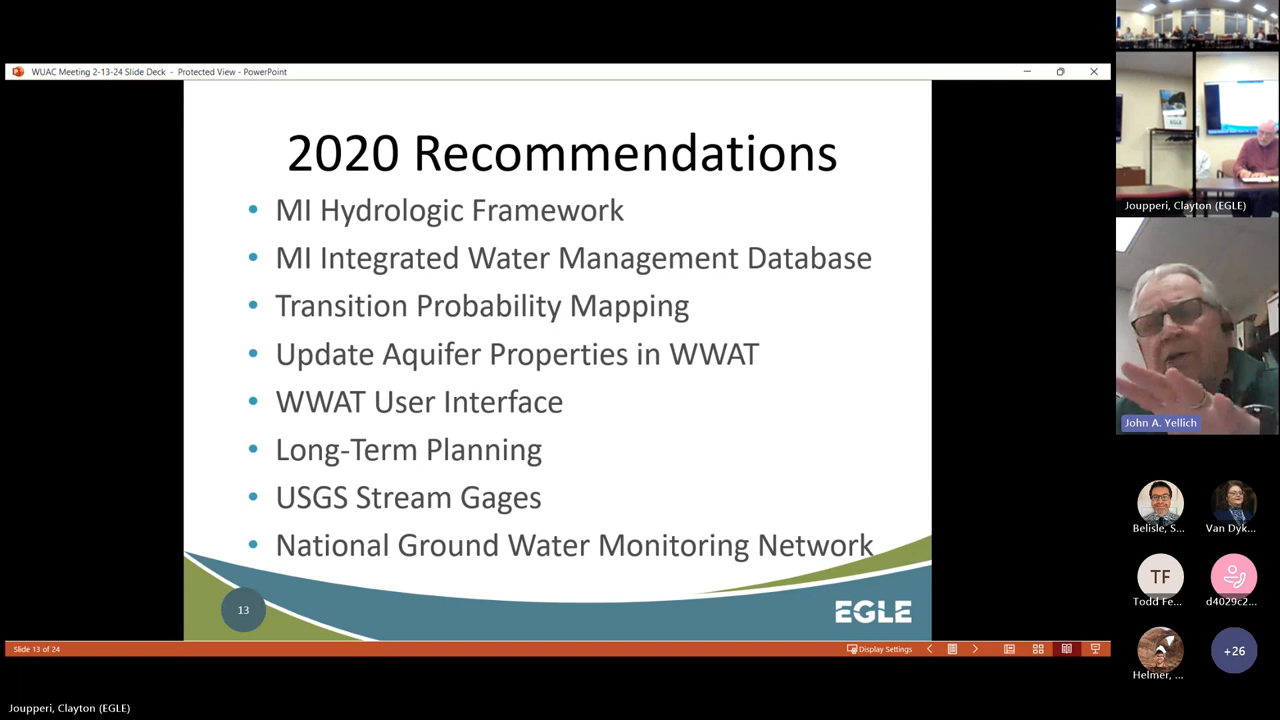 WUAC Meeting 2-13-24 Slide Deck - Protected View - PowerPoint
2020 Recommendations
• MI Hydrologic Framework
• MI Integrated Water Management Database
• Transition Probability Mapping
• Update Aquifer Properties in WWAT
• WWAT User Interface
• Long-Term Planning
• USGS Stream Gages
• National Ground Water Monitoring Network
13
EGLE
Slide 13 of 24
Display Settings
Joupperi, Clayton (EGLE)
EGLE
Joupperi, Clayton (EGLE)
John A. Yellich
Belisle, S...
Van Dyk...
TF
Todd Fe...
d4029c2...
Helmer, ...
+26